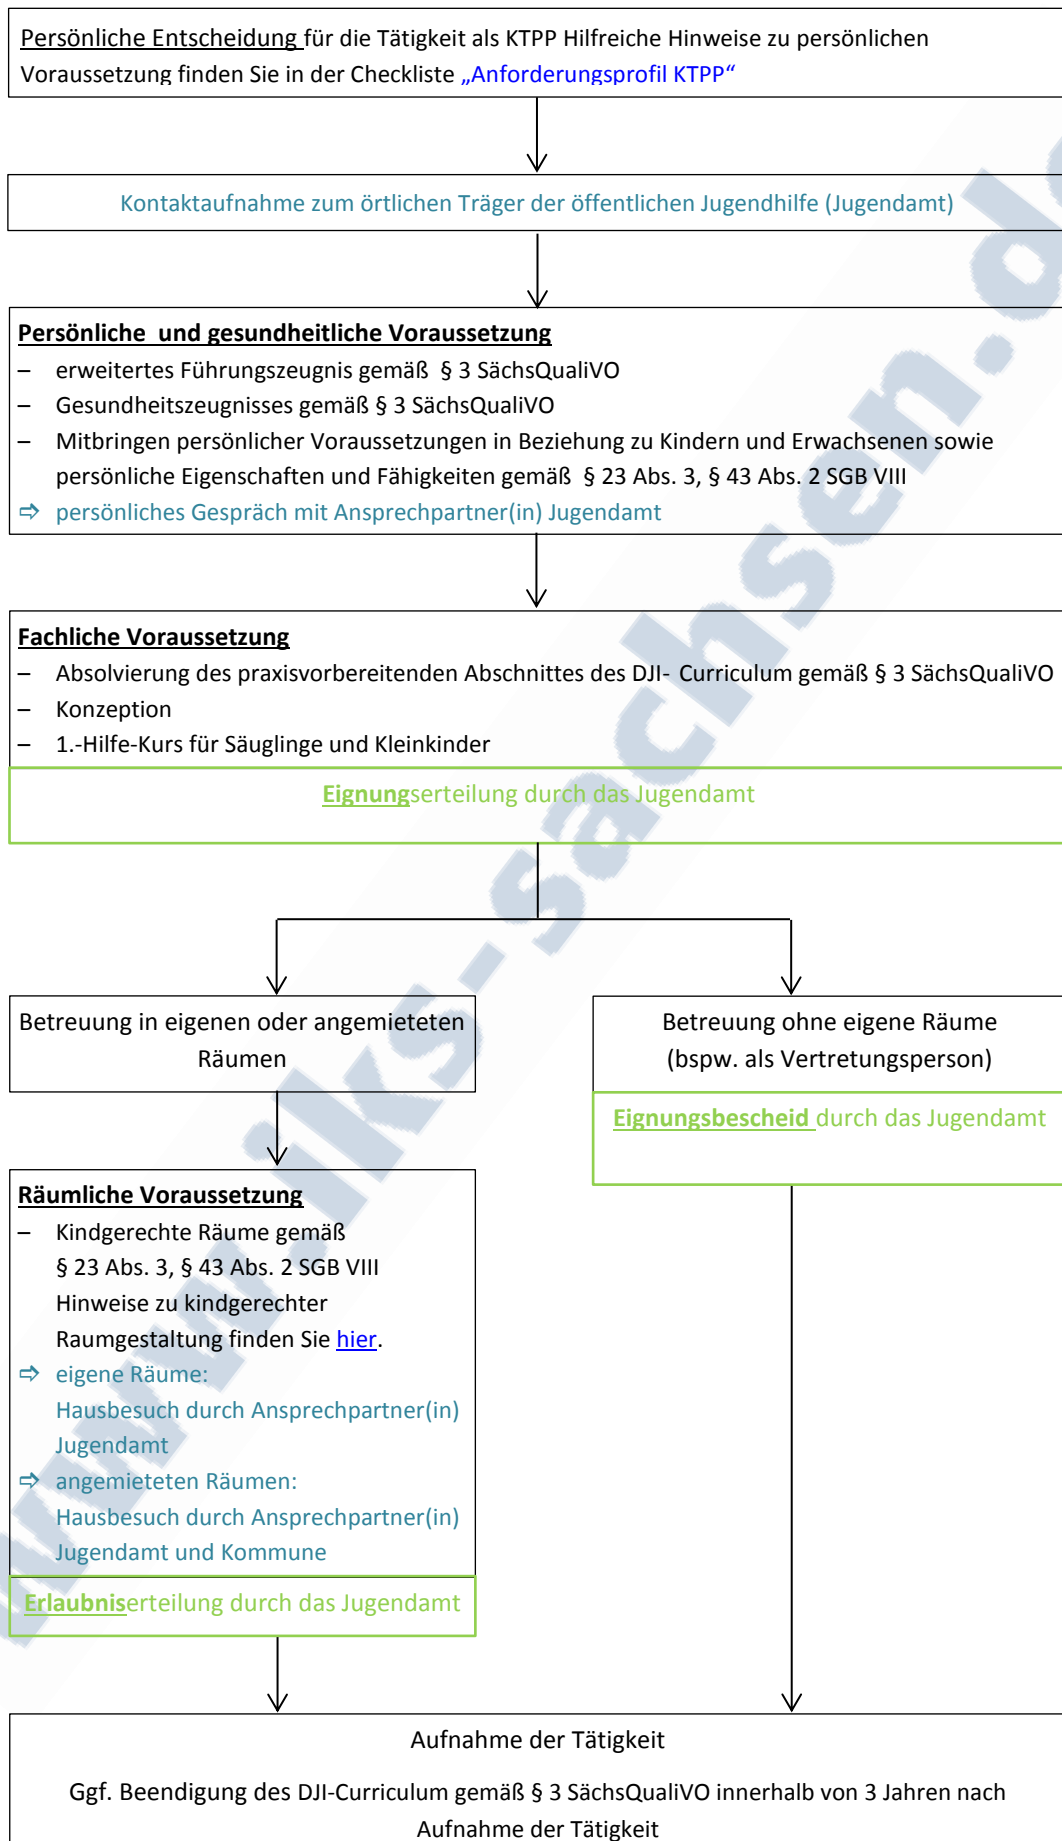 Persönliche Entscheidung für die Tätigkeit als KTPP Hilfreiche Hinweise zu persönlichen
Voraussetzung finden Sie in der Checkliste „Anforderungsprofil KTPP“
Kontaktaufnahme zum örtlichen Träger der öffentlichen Jugendhilfe (Jugendamt)
Persönliche und gesundheitliche Voraussetzung
– erweitertes Führungszeugnis gemäß § 3 SächsQualiVO
– Gesundheitszeugnisses gemäß § 3 SächsQualiVO
– Mitbringen persönlicher Voraussetzungen in Beziehung zu Kindern und Erwachsenen sowie
persönliche Eigenschaften und Fähigkeiten gemäß § 23 Abs. 3, § 43 Abs. 2 SGB VIII
⇨ persönliches Gespräch mit Ansprechpartner(in) Jugendamt
Fachliche Voraussetzung
– Absolvierung des praxisvorbereitenden Abschnittes des DJI- Curriculum gemäß § 3 SächsQualiVO
– Konzeption
– 1.-Hilfe-Kurs für Säuglinge und Kleinkinder
Eignungserteilung durch das Jugendamt
Betreuung in eigenen oder angemieteten
Räumen
Betreuung ohne eigene Räume
(bspw. als Vertretungsperson)
Eignungsbescheid durch das Jugendamt
Räumliche Voraussetzung
– Kindgerechte Räume gemäß
§ 23 Abs. 3, § 43 Abs. 2 SGB VIII
Hinweise zu kindgerechter
Raumgestaltung finden Sie hier.
⇨ eigene Räume:
Hausbesuch durch Ansprechpartner(in)
Jugendamt
⇨ angemieteten Räumen:
Hausbesuch durch Ansprechpartner(in)
Jugendamt und Kommune
Erlaubniserteilung durch das Jugendamt
Aufnahme der Tätigkeit
Ggf. Beendigung des DJI-Curriculum gemäß § 3 SächsQualiVO innerhalb von 3 Jahren nach
Aufnahme der Tätigkeit
www.iks-sachsen.de